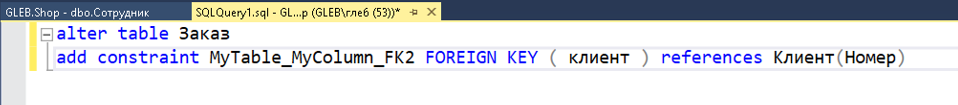 GLEB.Shop - dbo.Сотрудник SQLQuery1.sql - GL...p (GLEB\глеб (53))*
alter table Заказ
add constraint MyTable_MyColumn_FK2 FOREIGN KEY ( клиент ) references Клиент(Номер)